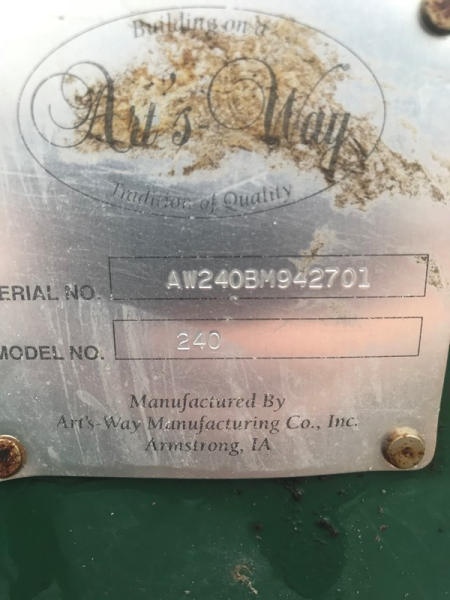 Building on a
Art's-Way
Tradition of Quality
ERIAL NO. AW240BM942701
MODEL NO. 240
Manufactured By
Art's-Way Manufacturing Co., Inc.
Armstrong, IA